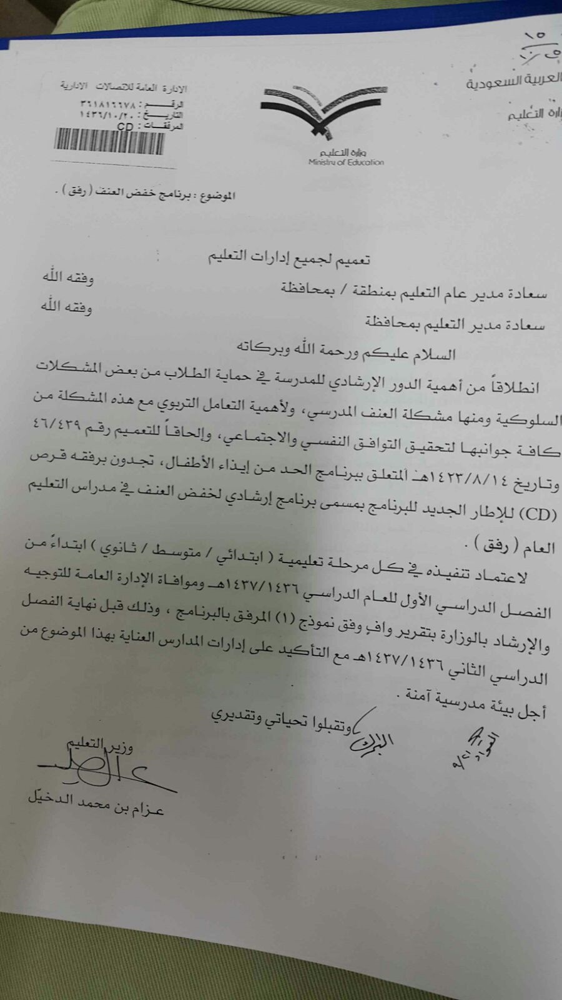 العربية السعودية
وزارة التعليم
الادارة العامة للاتصالات الادارية
الرقم : ٣٦١٨١٦٦٧٨
التاريخ : ١٤٣٦/١٠/٢٠
المرفقات : CD
وزارة التعليم
Ministry of Education
الموضوع : برنامج خفض العنف ( رفق ) .
تعميم لجميع إدارات التعليم
سعادة مدير عام التعليم بمنطقة / بمحافظة وفقه الله
سعادة مدير التعليم بمحافظة وفقه الله
السلام عليكم ورحمة الله وبركاته
انطلاقاً من أهمية الدور الإرشادي للمدرسة في حماية الطلاب من بعض المشكلات
السلوكية ومنها مشكلة العنف المدرسي، ولأهمية التعامل التربوي مع هذه المشكلة من
كافة جوانبها لتحقيق التوافق النفسي والاجتماعي، وإلحاقاً للتعميم رقم ٤٦/٤٣٩
وتاريخ ١٤٢٣/٨/١٤هـ المتعلق ببرنامج الحد من إيذاء الأطفال، تجدون برفقه قرص
(CD) للإطار الجديد للبرنامج بمسمى برنامج إرشادي لخفض العنف في مدراس التعليم
العام ( رفق ) .
لاعتماد تنفيذه في كل مرحلة تعليمية ( ابتدائي / متوسط / ثانوي ) ابتداءً من
الفصل الدراسي الأول للعام الدراسي ١٤٣٧/١٤٣٦هـ وموافاة الإدارة العامة للتوجيه
والإرشاد بالوزارة بتقرير وافٍ وفق نموذج (١) المرفق بالبرنامج ، وذلك قبل نهاية الفصل
الدراسي الثاني ١٤٣٧/١٤٣٦هـ مع التأكيد على إدارات المدارس العناية بهذا الموضوع من
أجل بيئة مدرسية آمنة .
وتقبلوا تحياتي وتقديري
وزير التعليم
عزام بن محمد الدخيّل